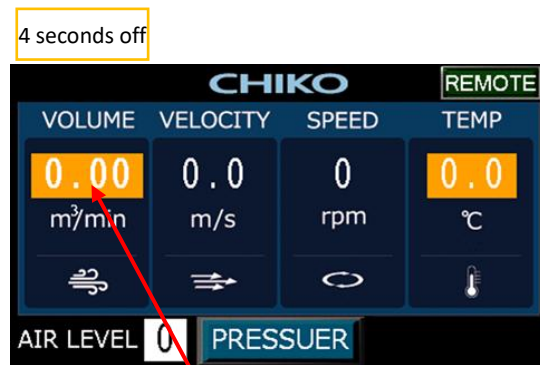 4 seconds off
CHIKO REMOTE
VOLUME VELOCITY SPEED TEMP
0.00 0.0 0 0.0
m³/min m/s rpm ℃
AIR LEVEL 0 PRESSUER